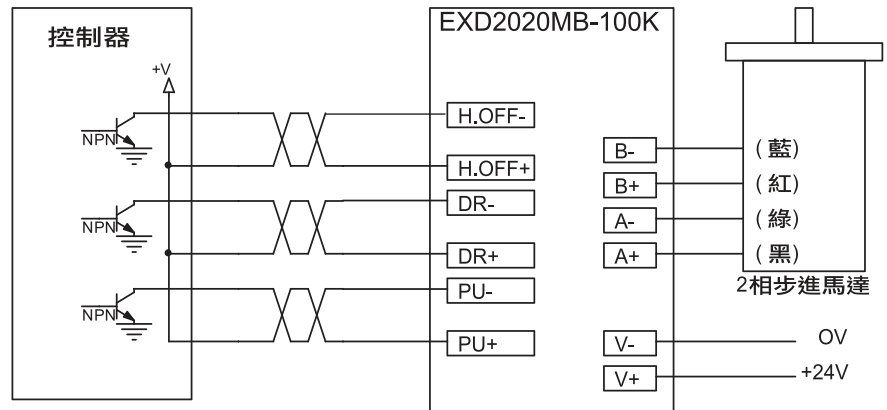 控制器
+V
NPN
NPN
NPN
EXD2020MB-100K
H.OFF-
H.OFF+
DR-
DR+
PU-
PU+
B-
B+
A-
A+
V-
V+
(藍)
(紅)
(綠)
(黑)
2相步進馬達
0V
+24V